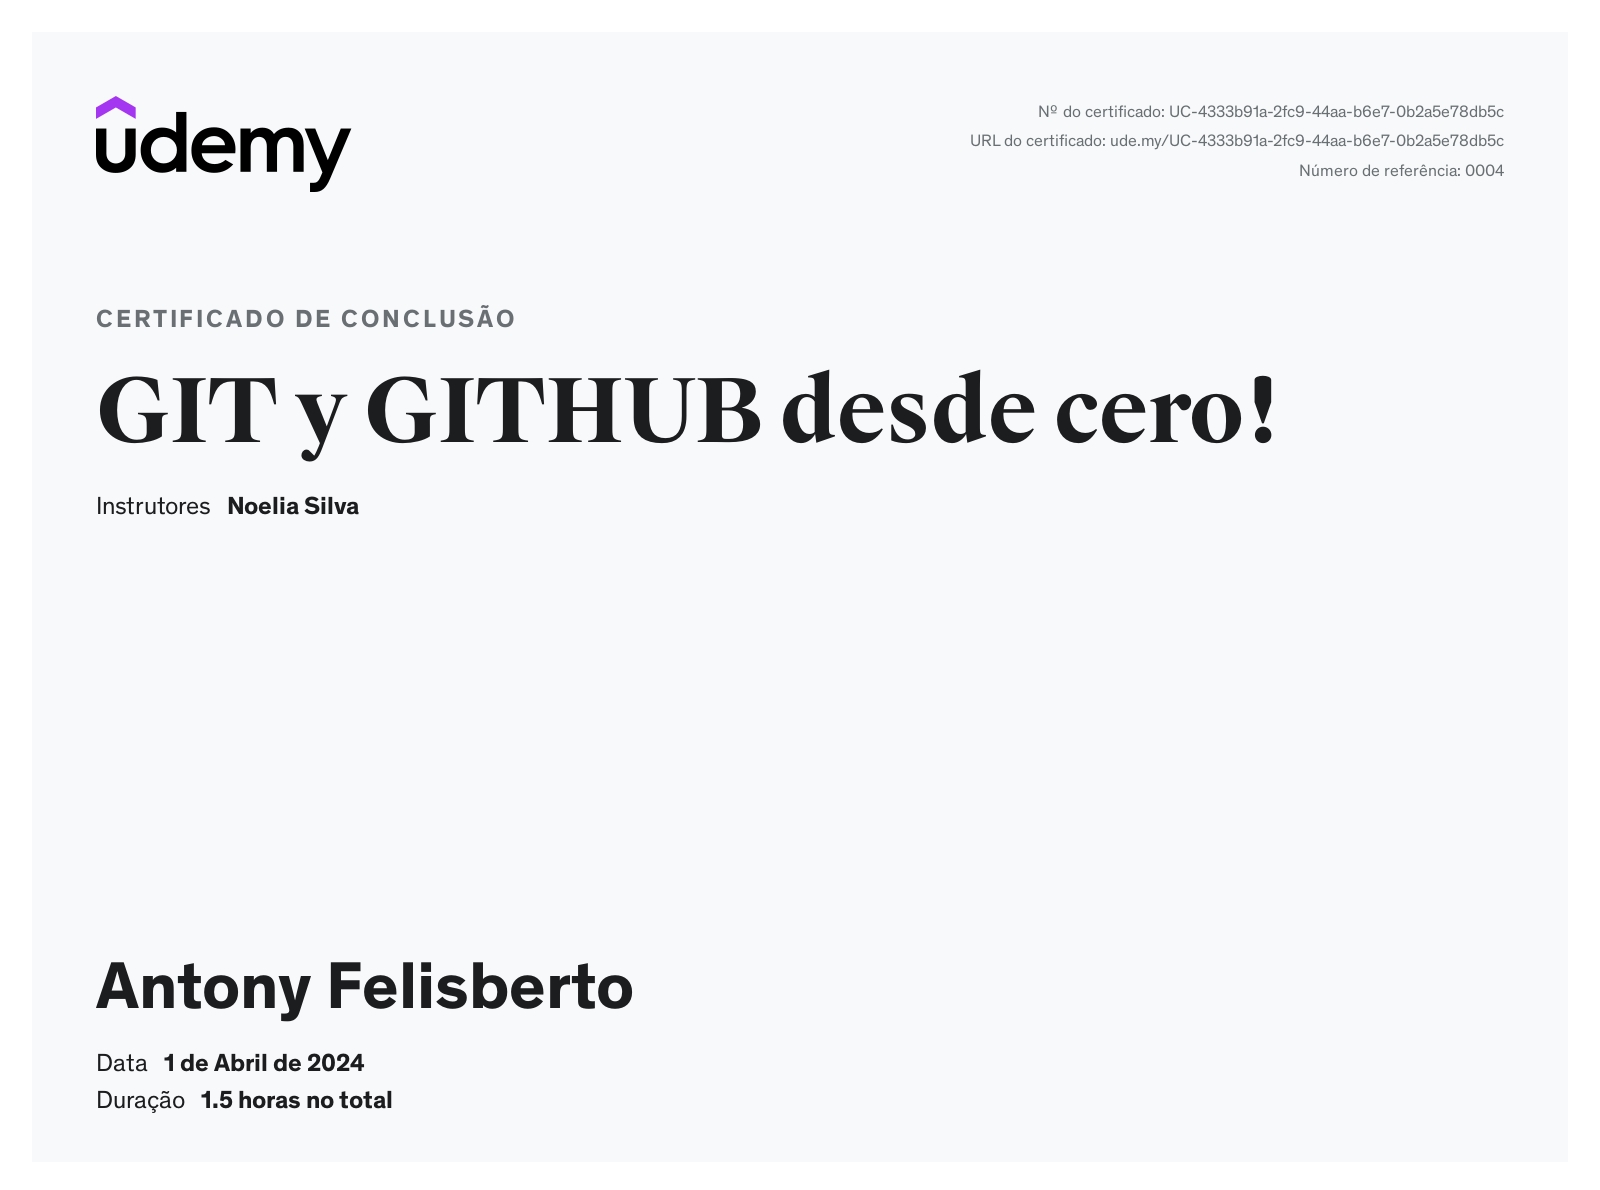 udemy
Nº do certificado: UC-4333b91a-2fc9-44aa-b6e7-0b2a5e78db5c
URL do certificado: ude.my/UC-4333b91a-2fc9-44aa-b6e7-0b2a5e78db5c
Número de referência: 0004
CERTIFICADO DE CONCLUSÃO
GIT y GITHUB desde cero!
Instrutores Noelia Silva
Antony Felisberto
Data 1 de Abril de 2024
Duração 1.5 horas no total